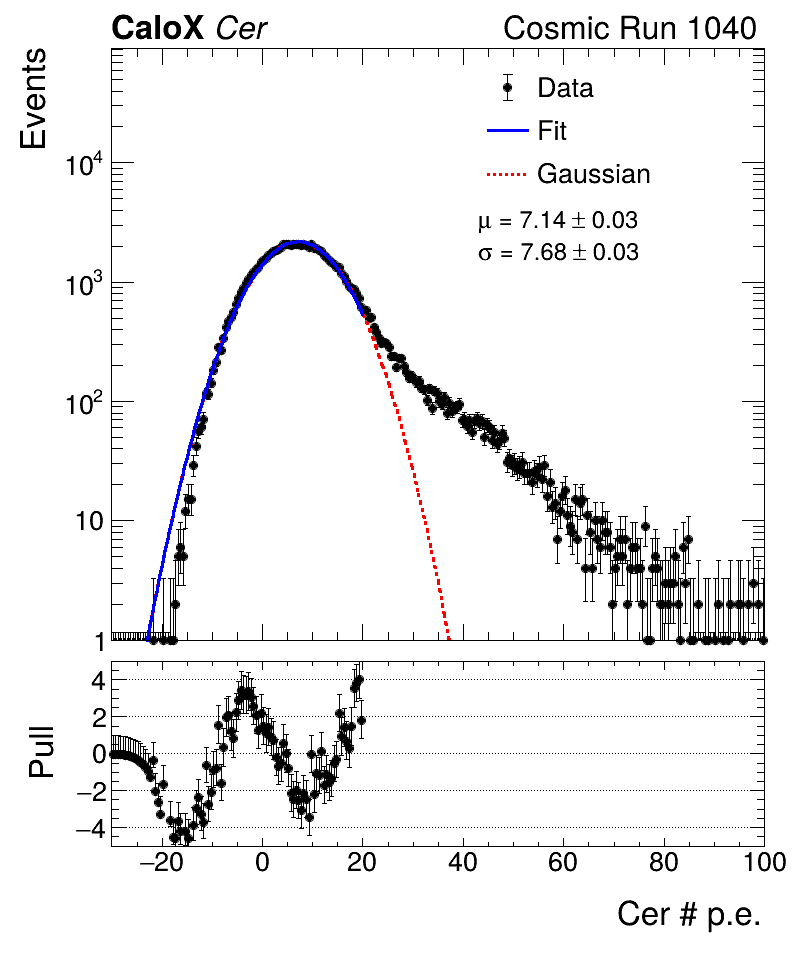 CaloX Cer
Cosmic Run 1040
Events
Data
Fit
Gaussian
μ = 7.14 ± 0.03
σ = 7.68 ± 0.03
10⁴
10³
10²
10
1
Pull
4
2
0
−2
−4
−20 0 20 40 60 80 100
Cer # p.e.